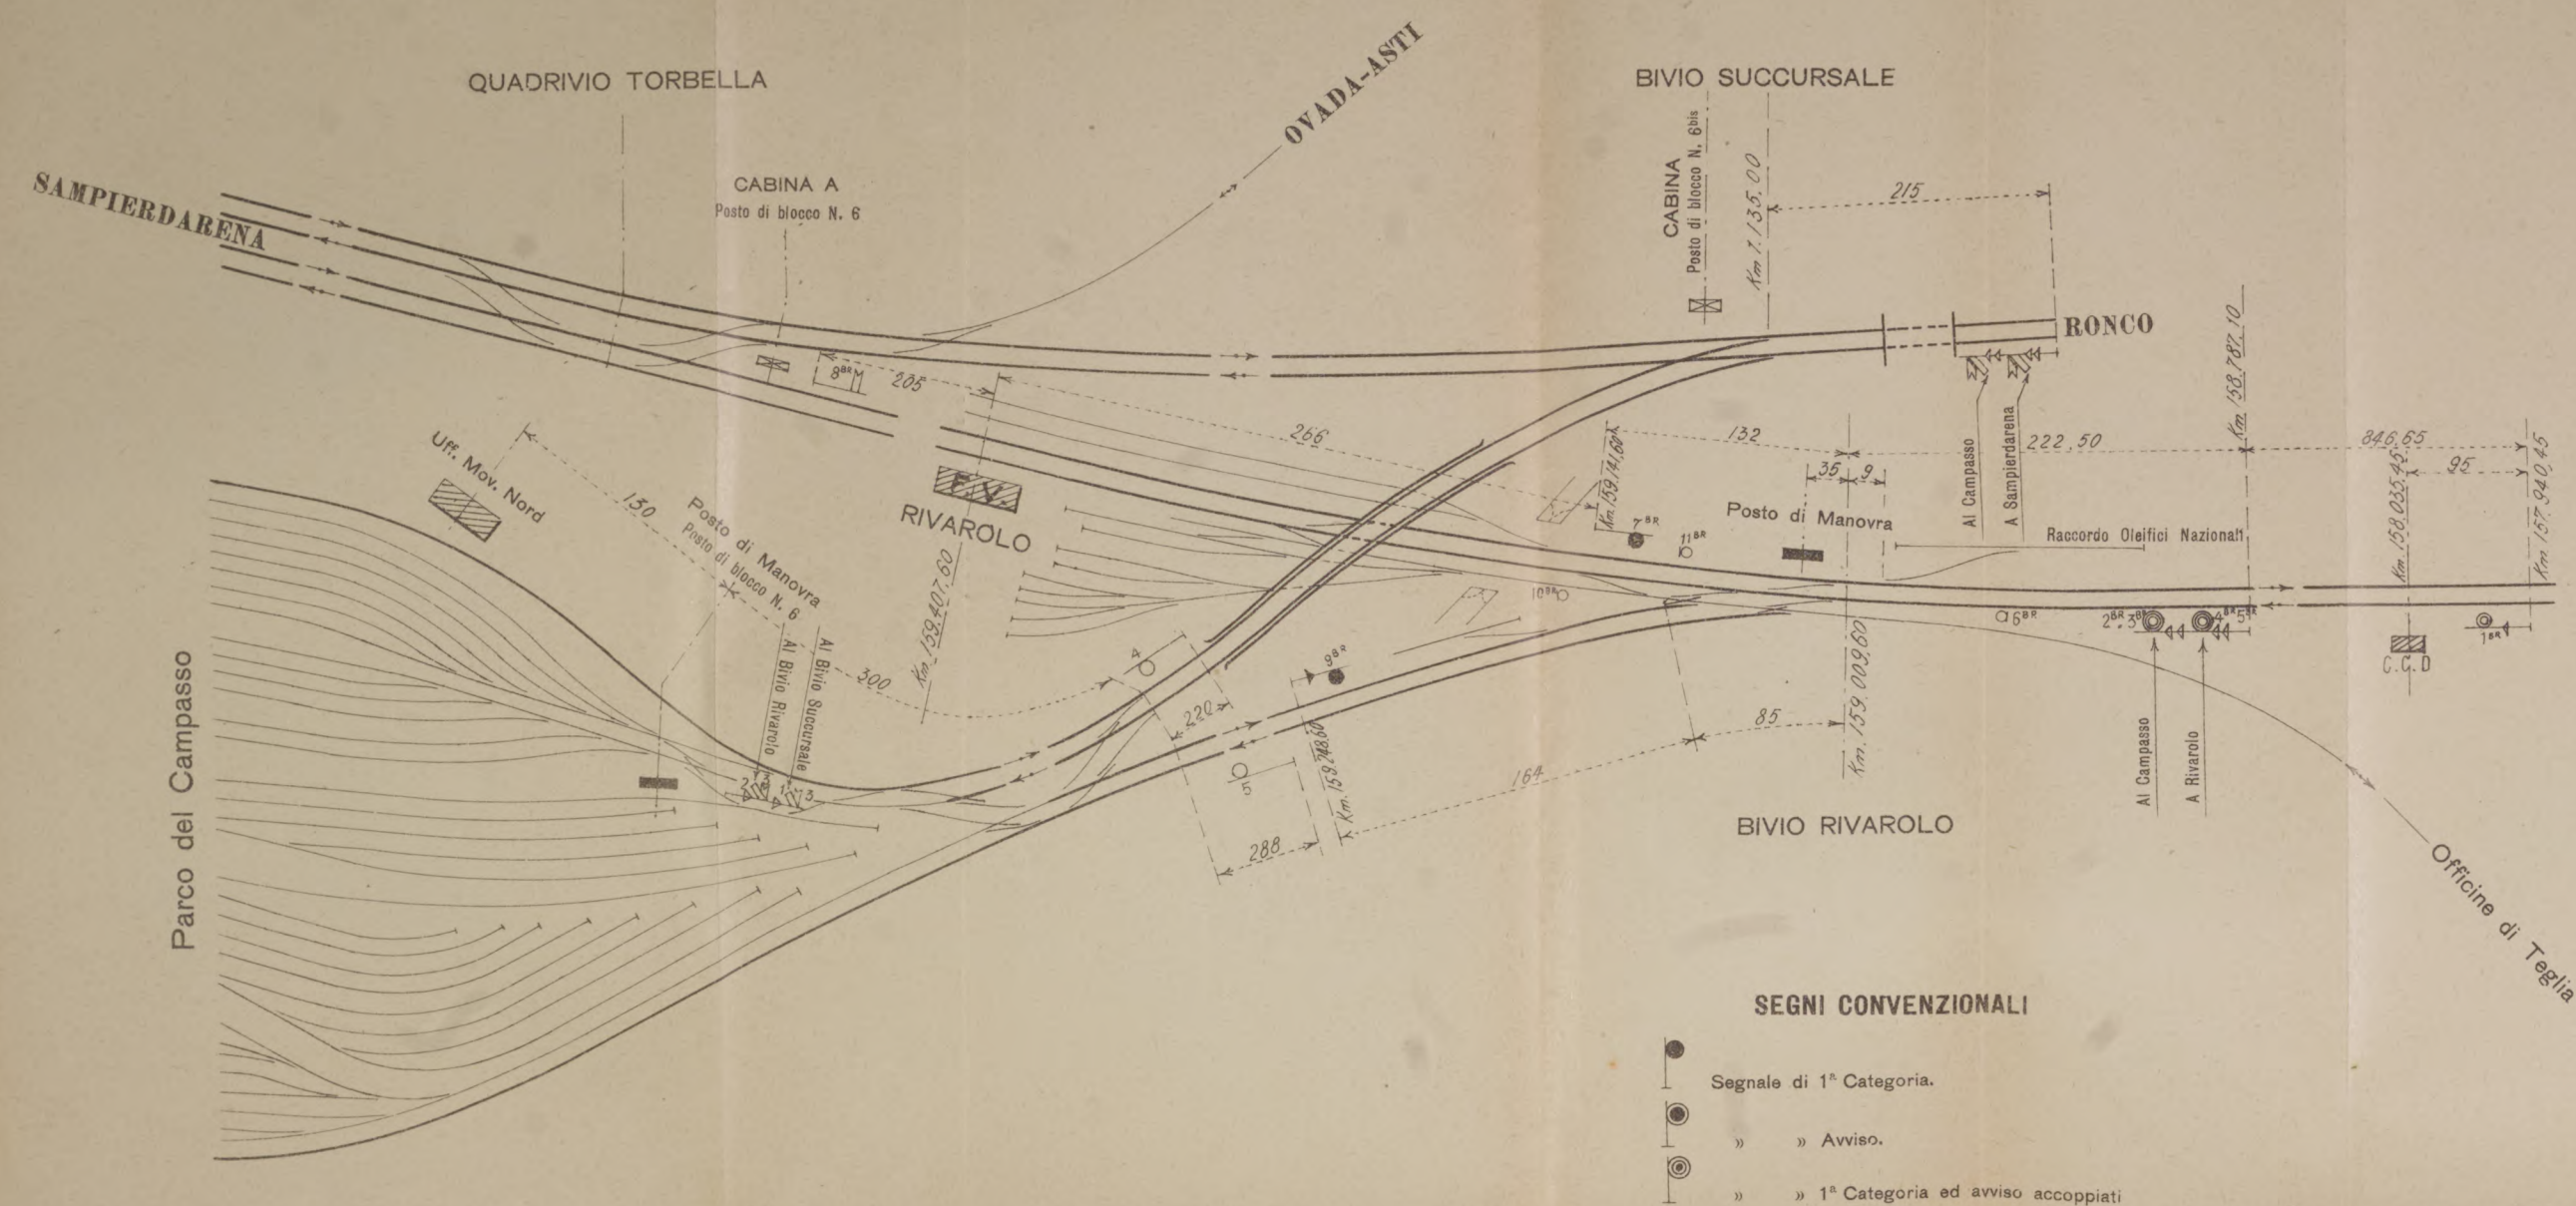 QUADRIVIO TORBELLA
OVADA-ASTI
BIVIO SUCCURSALE
SAMPIERDARENA
CABINA A
Posto di blocco N. 6
CABINA
Posto di blocco N. 6bis
Km 7.135,00
215
RONCO
8BR
205
266
132
222,50
Km 158.787,10
846,65
95
Km. 158.035,45
Km 157.940,45
Uff. Mov. Nord
150
Posto di Manovra
Posto di blocco N. 6
F.V.
RIVAROLO
Km. 159.407,60
Km. 159.141,60
35
9
Al Campasso
A Sampierdarena
Posto di Manovra
Raccordo Oleifici Nazionali
7BR
11BR
10BR
6BR
2BR.3BR
4BR
5BR
1BR
C.C.D
Al Bivio Rivarolo
Al Bivio Succursale
300
4
9BR
220
5
Km. 159.248,60
85
Km. 159.009,60
164
288
Al Campasso
A Rivarolo
BIVIO RIVAROLO
Parco del Campasso
Officine di Teglia
SEGNI CONVENZIONALI
Segnale di 1ª Categoria.
» » Avviso.
» » 1ª Categoria ed avviso accoppiati